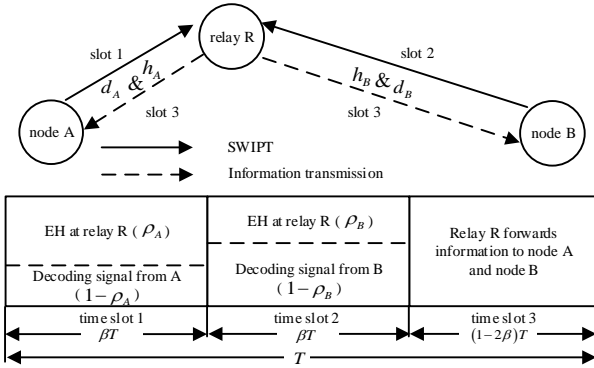 relay R
slot 1
slot 2
d_A & h_A
h_B & d_B
slot 3
slot 3
node A
node B
SWIPT
Information transmission
EH at relay R ( ρ_A )
Decoding signal from A
( 1 − ρ_A )
EH at relay R ( ρ_B )
Decoding signal from B
( 1 − ρ_B )
Relay R forwards
information to node A
and node B
time slot 1
βT
time slot 2
βT
time slot 3
(1−2β)T
T